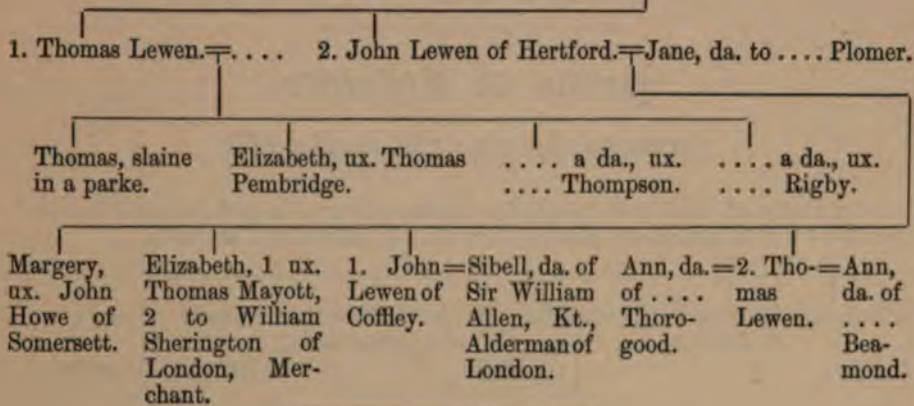 1. Thomas Lewen.=.... 2. John Lewen of Hertford.=Jane, da. to .... Plomer.
Thomas, slaine
in a parke.
Elizabeth, ux. Thomas
Pembridge.
.... a da., ux.
.... Thompson.
.... a da., ux.
.... Rigby.
Margery,
ux. John
Howe of
Somersett.
Elizabeth, 1 ux.
Thomas Mayott,
2 to William
Sherington of
London, Mer-
chant.
1. John=
Lewen of
Coffley.
Sibell, da. of
Sir William
Allen, Kt.,
Alderman of
London.
Ann, da.=
of ....
Thoro-
good.
2. Tho-=
mas
Lewen.
Ann,
da. of
....
Bea-
mond.